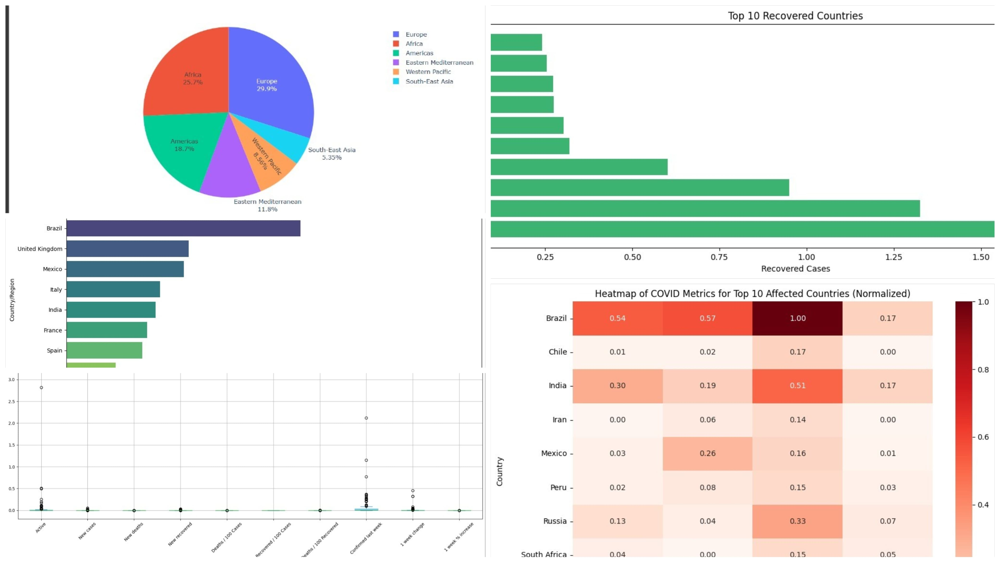 Africa
25.7%
Europe
29.9%
Americas
18.7%
Western Pacific
8.56%
South-East Asia
5.35%
Eastern Mediterranean
11.8%
Europe
Africa
Americas
Eastern Mediterranean
Western Pacific
South-East Asia
Top 10 Recovered Countries
0.25 0.50 0.75 1.00 1.25 1.50
Recovered Cases
Country/Region
Brazil
United Kingdom
Mexico
Italy
India
France
Spain
3.0
2.5
2.0
1.5
1.0
0.5
0.0
Active
New cases
New deaths
New recovered
Deaths / 100 Cases
Recovered / 100 Cases
Deaths / 100 Recovered
Confirmed last week
1 week change
1 week % increase
Heatmap of COVID Metrics for Top 10 Affected Countries (Normalized)
Country
Brazil 0.54 0.57 1.00 0.17
Chile 0.01 0.02 0.17 0.00
India 0.30 0.19 0.51 0.17
Iran 0.00 0.06 0.14 0.00
Mexico 0.03 0.26 0.16 0.01
Peru 0.02 0.08 0.15 0.03
Russia 0.13 0.04 0.33 0.07
South Africa 0.04 0.00 0.15 0.05
1.0
0.8
0.6
0.4